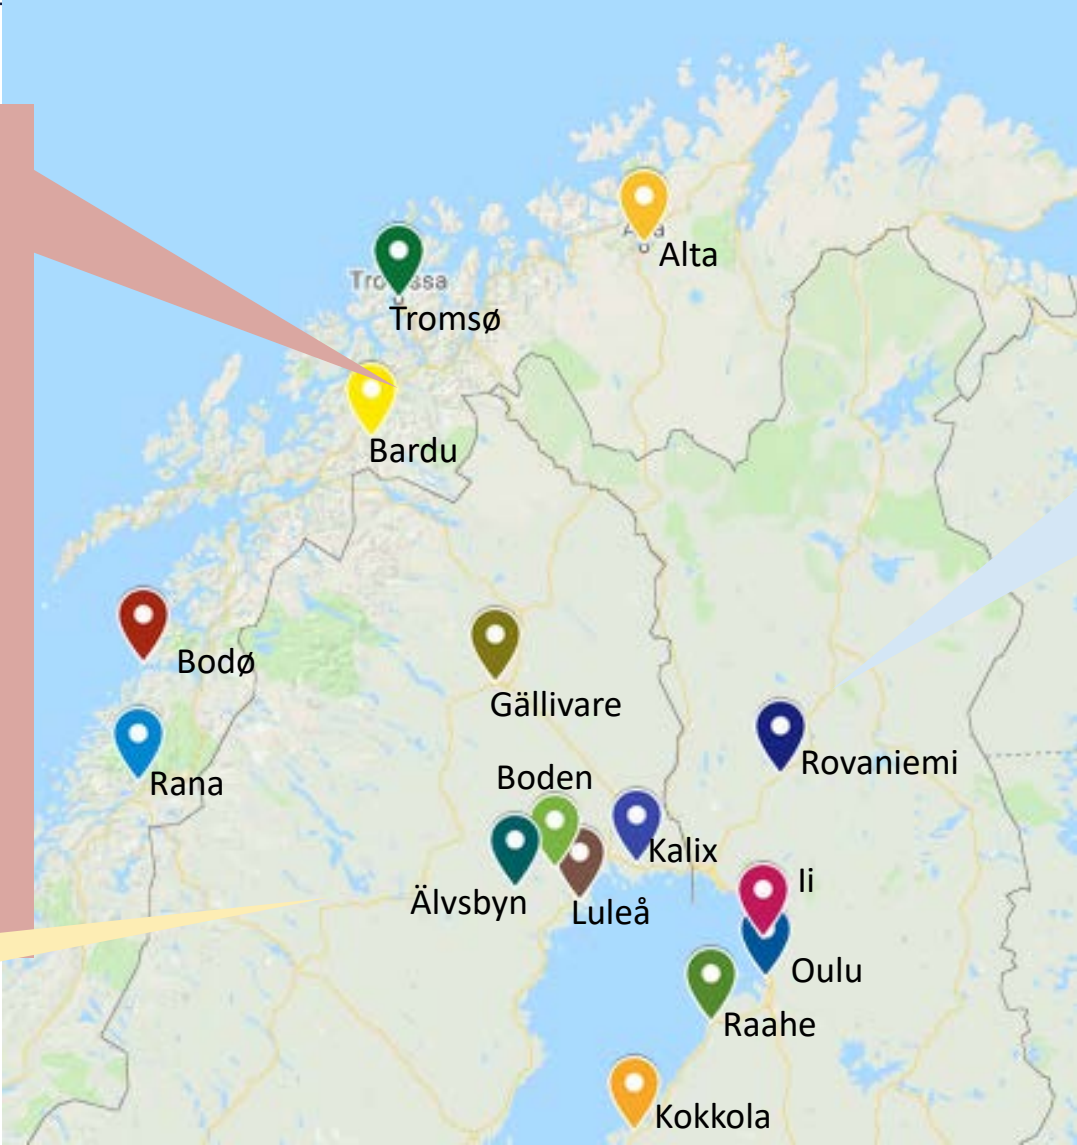 Alta
Tromsø
Bardu
Bodø
Gällivare
Rana
Boden
Rovaniemi
Kalix
Ii
Älvsbyn
Luleå
Oulu
Raahe
Kokkola